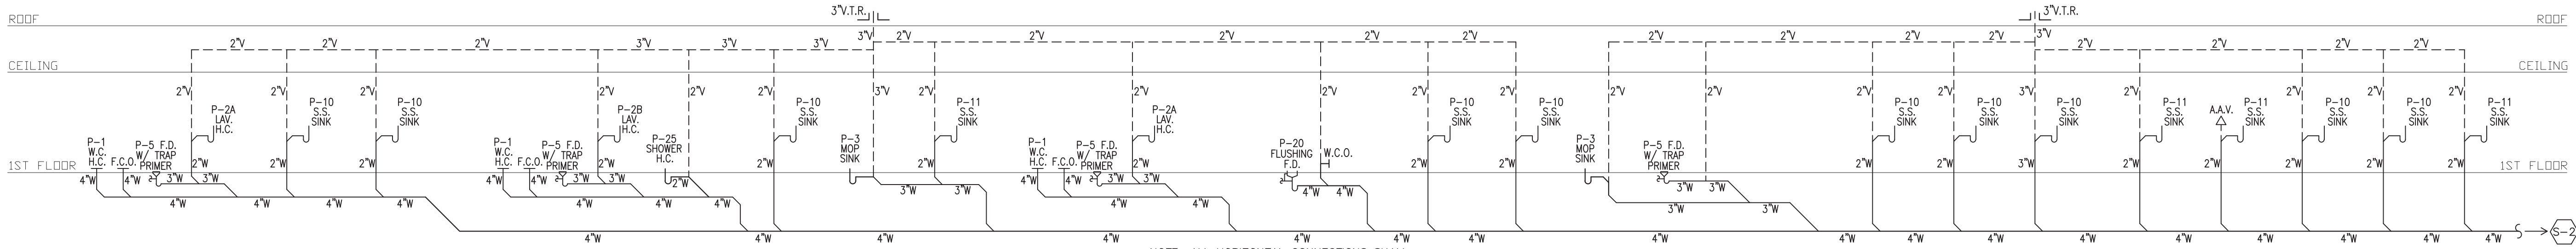 3"V.T.R.
3"V.T.R.
ROOF
ROOF
2"V 2"V 2"V 3"V 3"V 3"V 3"V 2"V 2"V 2"V 2"V 2"V 2"V 2"V 2"V 2"V 3"V 2"V 2"V 2"V 2"V
CEILING
CEILING
2"V 2"V 2"V 2"V 2"V 2"V 3"V 2"V 2"V 2"V 2"V 2"V 2"V 2"V 2"V 2"V 3"V 2"V 2"V 2"V 2"V
P-1
W.C.
H.C.
F.C.O.
P-5 F.D.
W/ TRAP
PRIMER
P-2A
LAV.
H.C.
P-10
S.S.
SINK
P-10
S.S.
SINK
P-1
W.C.
H.C.
F.C.O.
P-5 F.D.
W/ TRAP
PRIMER
P-2B
LAV.
H.C.
P-25
SHOWER
H.C.
P-10
S.S.
SINK
P-3
MOP
SINK
P-11
S.S.
SINK
P-1
W.C.
H.C.
F.C.O.
P-5 F.D.
W/ TRAP
PRIMER
P-2A
LAV.
H.C.
P-20
FLUSHING
F.D.
W.C.O.
P-10
S.S.
SINK
P-10
S.S.
SINK
P-3
MOP
SINK
P-5 F.D.
W/ TRAP
PRIMER
P-10
S.S.
SINK
P-10
S.S.
SINK
P-10
S.S.
SINK
P-11
S.S.
SINK
A.A.V.
P-11
S.S.
SINK
P-10
S.S.
SINK
P-10
S.S.
SINK
P-11
S.S.
SINK
1ST FLOOR
1ST FLOOR
2"W 2"W 2"W 2"W 2"W 2"W 2"W 2"W 2"W 2"W 2"W 3"W 2"W 2"W 2"W 2"W 2"W
4"W 4"W 3"W 3"W 4"W 4"W 3"W 3"W 2"W 3"W 3"W 4"W 4"W 3"W 3"W 4"W 4"W 3"W 3"W
4"W 4"W 4"W 4"W 4"W 4"W 4"W 4"W 4"W 3"W 3"W
4"W 4"W 4"W 4"W 4"W 4"W 4"W 4"W 4"W 4"W 4"W 4"W 4"W 4"W 4"W 4"W
S-2